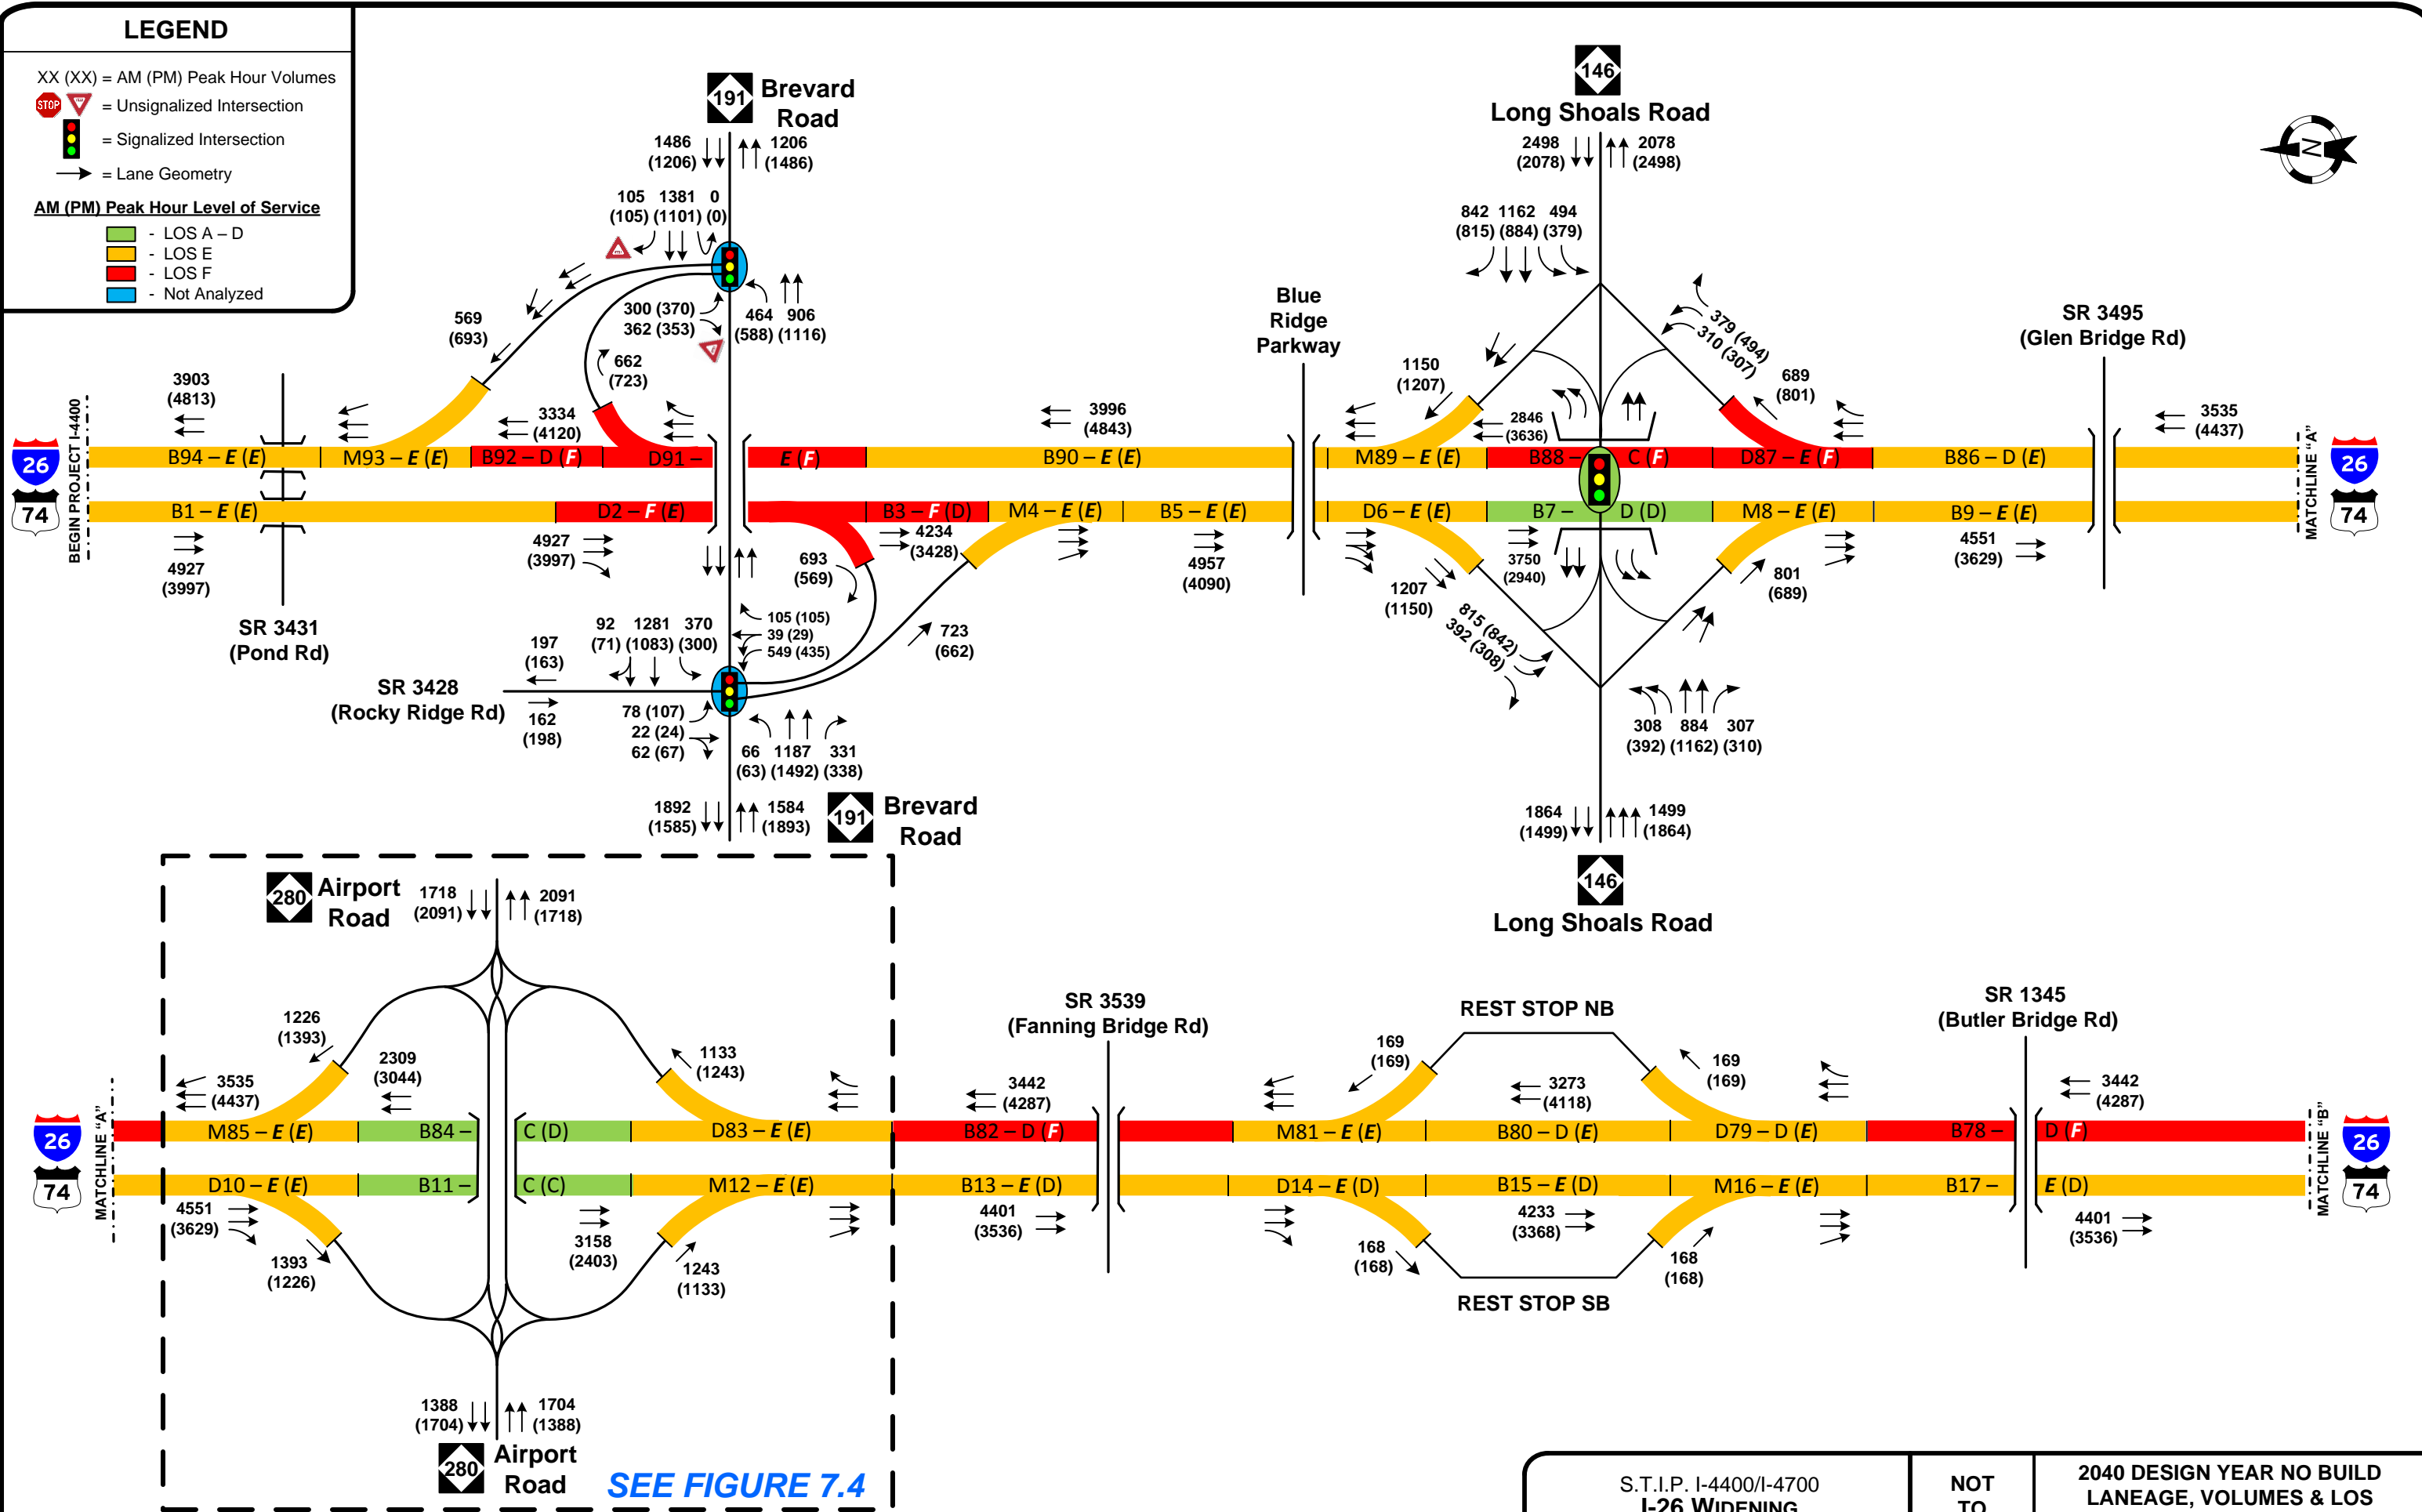 LEGEND
XX (XX) = AM (PM) Peak Hour Volumes
STOP = Unsignalized Intersection
= Signalized Intersection
= Lane Geometry
AM (PM) Peak Hour Level of Service
- LOS A – D
- LOS E
- LOS F
- Not Analyzed
191 Brevard
Road
1486 1206
(1206) (1486)
105 1381 0
(105) (1101) (0)
300 (370)
362 (353)
464 906
(588) (1116)
569
(693)
662
(723)
146
Long Shoals Road
2498 2078
(2078) (2498)
842 1162 494
(815) (884) (379)
379 (494)
310 (307)
689
(801)
1150
(1207)
Blue
Ridge
Parkway
SR 3495
(Glen Bridge Rd)
N
26
74
BEGIN PROJECT I-4400
3903
(4813)
3334
(4120)
3996
(4843)
2846
(3636)
3535
(4437)
B94 – E (E)
M93 – E (E)
B92 – D (F)
D91 – E (F)
B90 – E (E)
M89 – E (E)
B88 – C (F)
D87 – E (F)
B86 – D (E)
MATCHLINE "A"
26
74
B1 – E (E)
D2 – F (E)
B3 – F (D)
M4 – E (E)
B5 – E (E)
D6 – E (E)
B7 – D (D)
M8 – E (E)
B9 – E (E)
4927
(3997)
4927
(3997)
4234
(3428)
4957
(4090)
3750
(2940)
4551
(3629)
SR 3431
(Pond Rd)
693
(569)
1207
(1150)
801
(689)
815 (842)
392 (308)
105 (105)
39 (29)
549 (435)
92 1281 370
(71) (1083) (300)
723
(662)
197
(163)
SR 3428
(Rocky Ridge Rd)
162
(198)
78 (107)
22 (24)
62 (67)
66 1187 331
(63) (1492) (338)
308 884 307
(392) (1162) (310)
1892 1584
(1585) (1893)
191 Brevard
Road
1864 1499
(1499) (1864)
146
Long Shoals Road
280 Airport
Road
1718 2091
(2091) (1718)
1226
(1393)
1133
(1243)
2309
(3044)
3535
(4437)
SR 3539
(Fanning Bridge Rd)
3442
(4287)
REST STOP NB
169
(169)
3273
(4118)
169
(169)
SR 1345
(Butler Bridge Rd)
3442
(4287)
26
74
MATCHLINE "A"
M85 – E (E)
B84 – C (D)
D83 – E (E)
B82 – D (F)
M81 – E (E)
B80 – D (E)
D79 – D (E)
B78 – D (F)
MATCHLINE "B"
26
74
D10 – E (E)
B11 – C (C)
M12 – E (E)
B13 – E (D)
D14 – E (D)
B15 – E (D)
M16 – E (E)
B17 – E (D)
4551
(3629)
1393
(1226)
3158
(2403)
1243
(1133)
4401
(3536)
168
(168)
4233
(3368)
168
(168)
4401
(3536)
REST STOP SB
1388 1704
(1704) (1388)
280 Airport
Road
SEE FIGURE 7.4
S.T.I.P. I-4400/I-4700
I-26 WIDENING
NOT
TO
2040 DESIGN YEAR NO BUILD
LANEAGE, VOLUMES & LOS